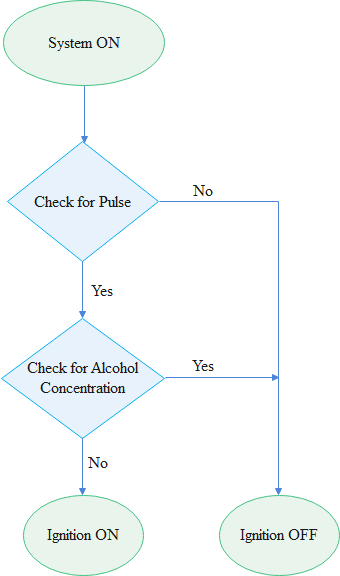 System ON
Check for Pulse
No
Yes
Check for Alcohol
Concentration
Yes
No
Ignition ON
Ignition OFF